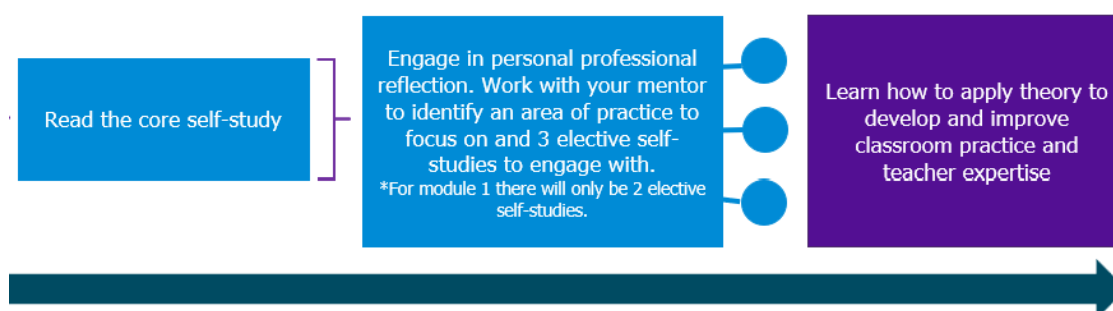 Read the core self-study
Engage in personal professional
reflection. Work with your mentor
to identify an area of practice to
focus on and 3 elective self-
studies to engage with.
*For module 1 there will only be 2 elective
self-studies.
Learn how to apply theory to
develop and improve
classroom practice and
teacher expertise